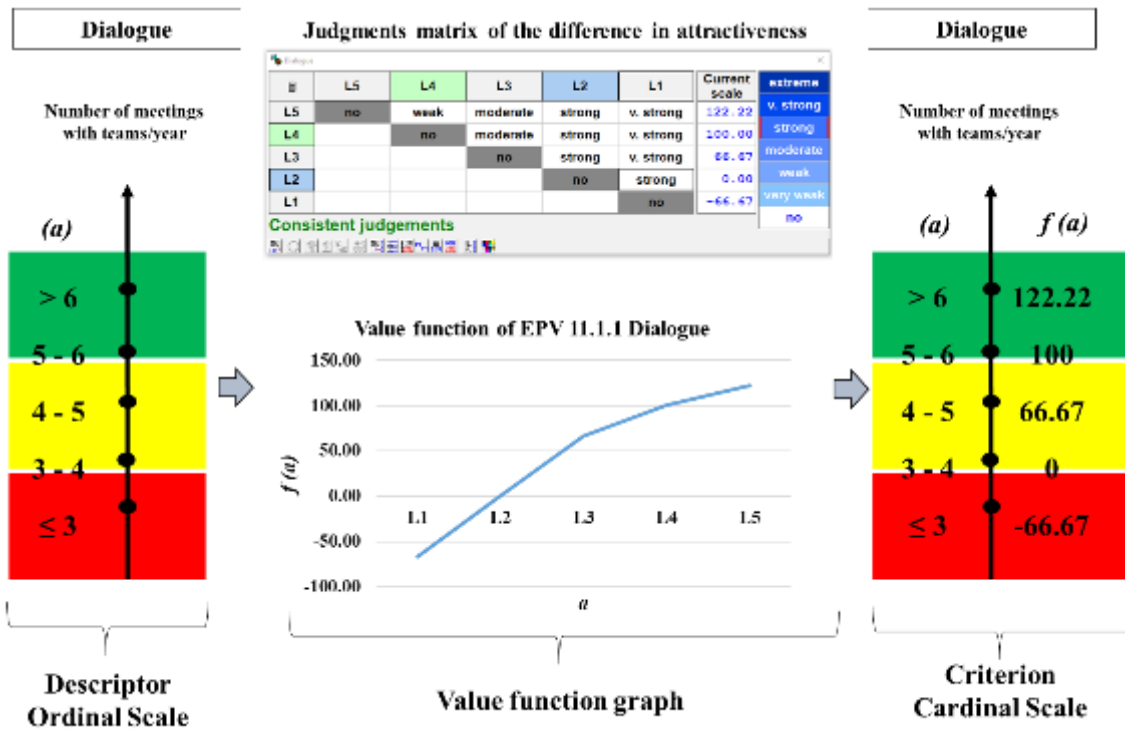 Dialogue
Judgments matrix of the difference in attractiveness
Dialogue
Number of meetings
with teams/year
(a)
> 6
5 - 6
4 - 5
3 - 4
≤ 3
Descriptor
Ordinal Scale
Dialogue
L5 L4 L3 L2 L1 Current scale
L5 no weak moderate strong v. strong 122.22
L4 no moderate strong v. strong 100.00
L3 no strong v. strong 66.67
L2 no strong 0.00
L1 no -66.67
Consistent judgements
extreme
v. strong
strong
moderate
weak
very weak
no
Value function of EPV 11.1.1 Dialogue
f (a)
150.00
100.00
50.00
0.00
-50.00
-100.00
L1 L2 L3 L4 L5
a
Value function graph
Number of meetings
with teams/year
(a) f (a)
> 6 122.22
5 - 6 100
4 - 5 66.67
3 - 4 0
≤ 3 -66.67
Criterion
Cardinal Scale